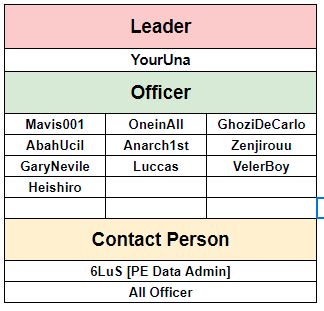 Leader
YourUna
Officer
Mavis001 OneinAll GhoziDeCarlo
AbahUcil Anarch1st Zenjirouu
GaryNevile Luccas VelerBoy
Heishiro
Contact Person
6LuS [PE Data Admin]
All Officer